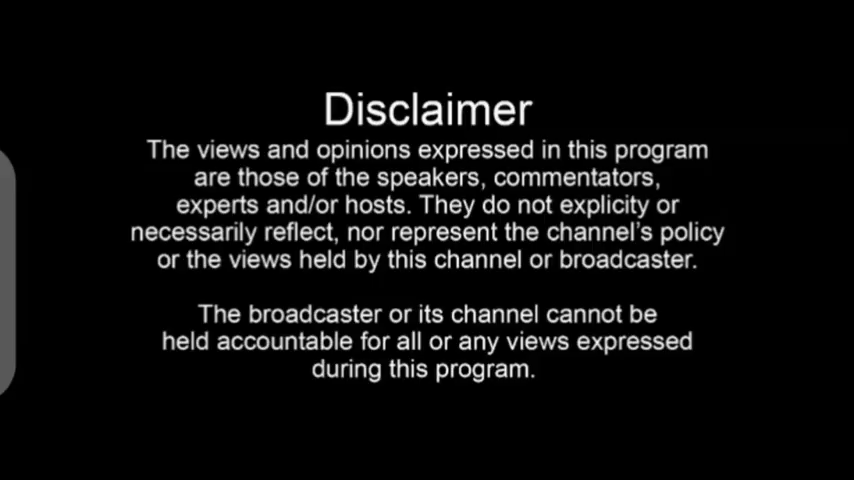 Disclaimer
The views and opinions expressed in this program
are those of the speakers, commentators,
experts and/or hosts. They do not explicity or
necessarily reflect, nor represent the channel's policy
or the views held by this channel or broadcaster.
The broadcaster or its channel cannot be
held accountable for all or any views expressed
during this program.